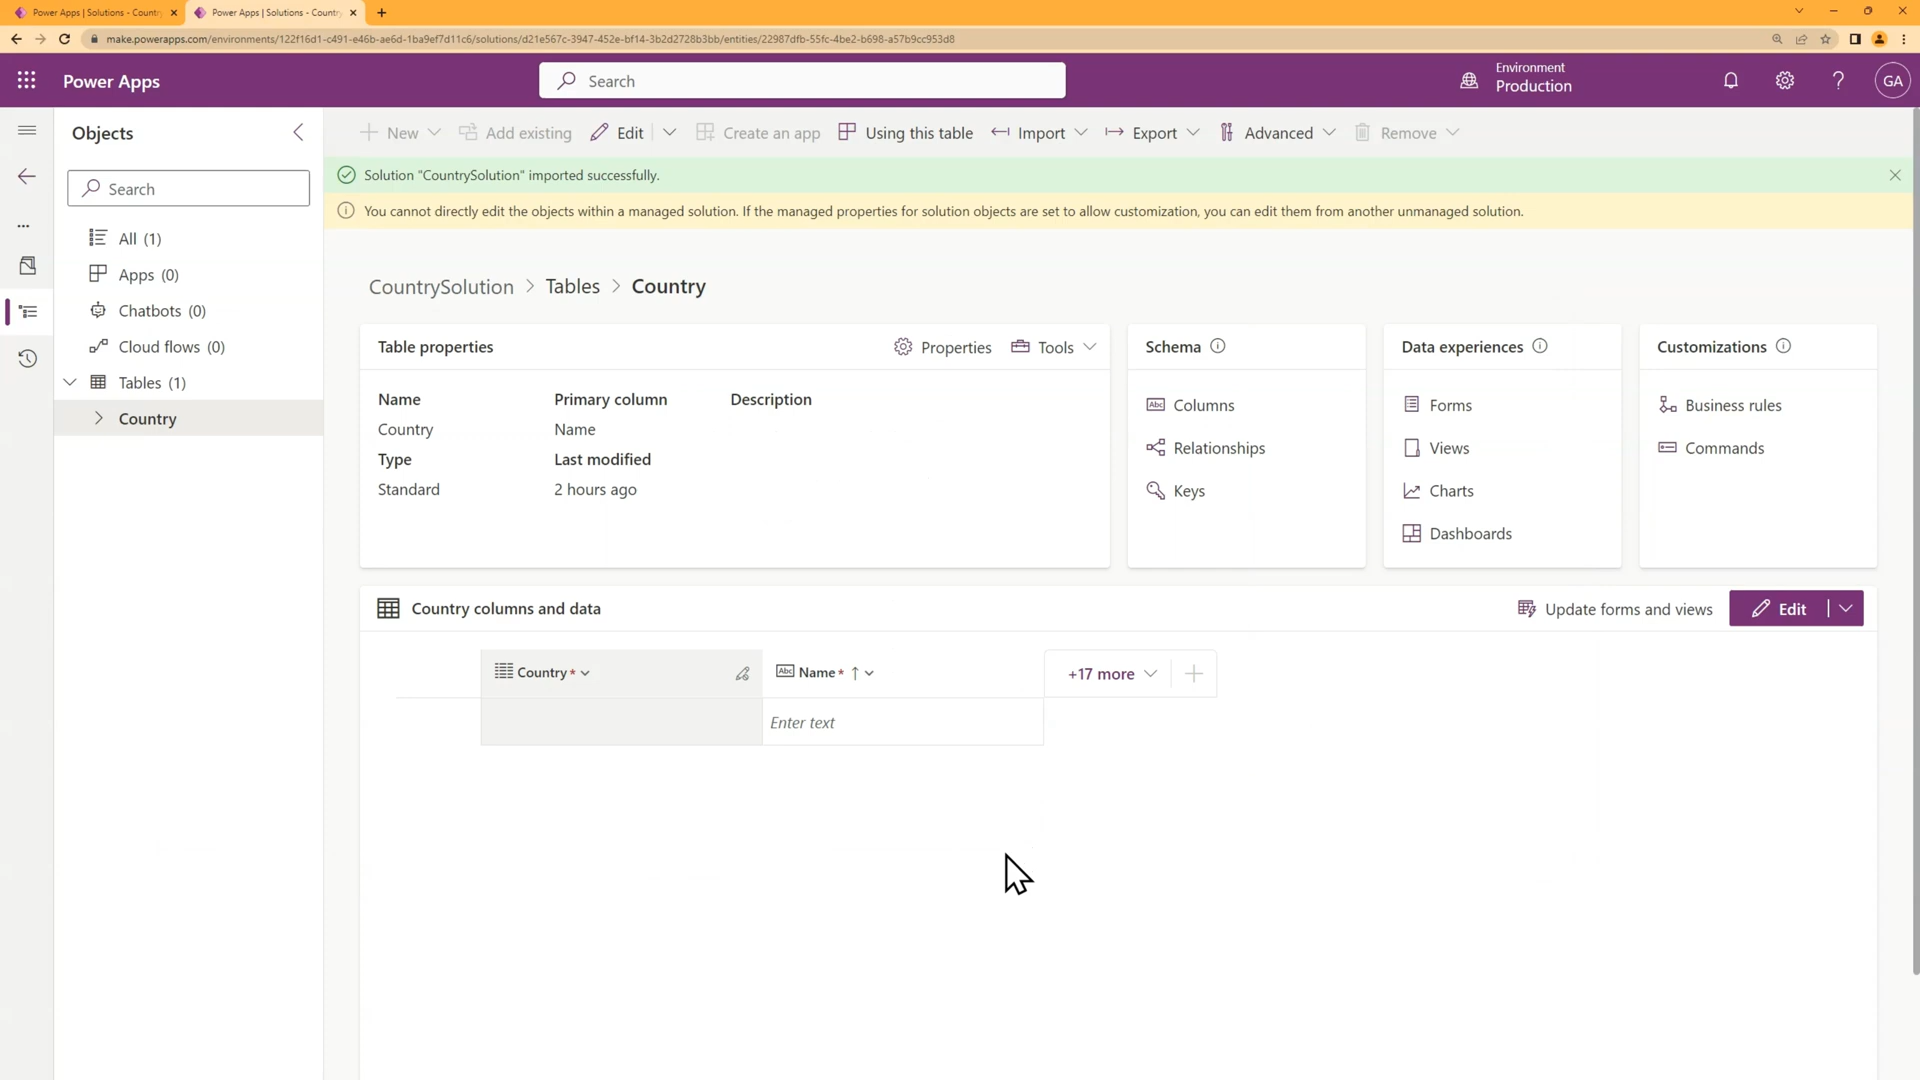 Power Apps | Solutions - Countr
Power Apps | Solutions - Country
make.powerapps.com/environments/122f16d1-c491-e46b-ae6d-1ba9ef7d11c6/solutions/d21e567c-3947-452e-bf14-3b2d2728b3bb/entities/22987dfb-55fc-4be2-b698-a57b9cc953d8
Power Apps
Search
Environment
Production
GA
Objects
Search
All (1)
Apps (0)
Chatbots (0)
Cloud flows (0)
Tables (1)
Country
New
Add existing
Edit
Create an app
Using this table
Import
Export
Advanced
Remove
Solution "CountrySolution" imported successfully.
You cannot directly edit the objects within a managed solution. If the managed properties for solution objects are set to allow customization, you can edit them from another unmanaged solution.
CountrySolution > Tables > Country
Table properties
Properties
Tools
Name
Primary column
Description
Country
Name
Type
Last modified
Standard
2 hours ago
Schema
Columns
Relationships
Keys
Data experiences
Forms
Views
Charts
Dashboards
Customizations
Business rules
Commands
Country columns and data
Update forms and views
Edit
Country *
Abc Name * ↑
+17 more
Enter text